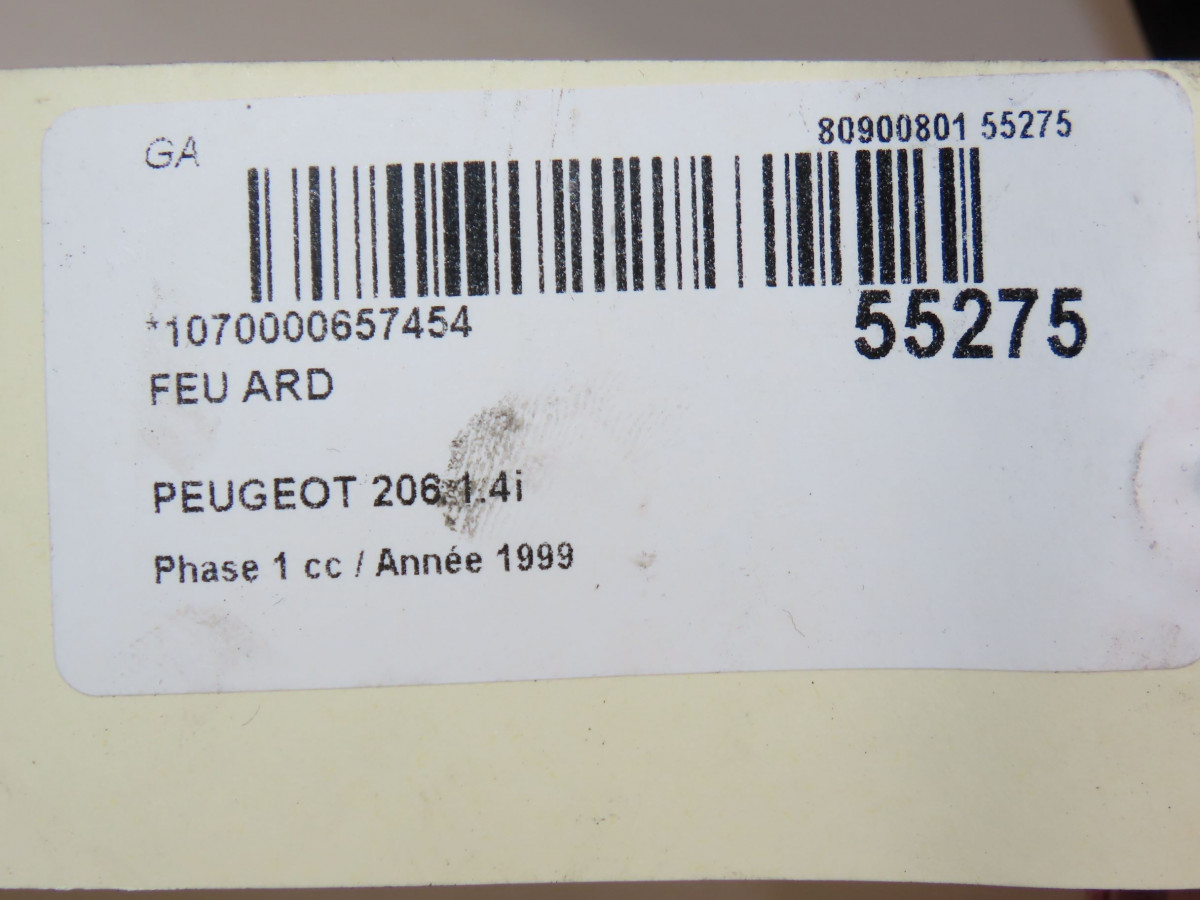 GA
80900801 55275
*1070000657454
55275
FEU ARD
PEUGEOT 206 1.4i
Phase 1 cc / Année 1999